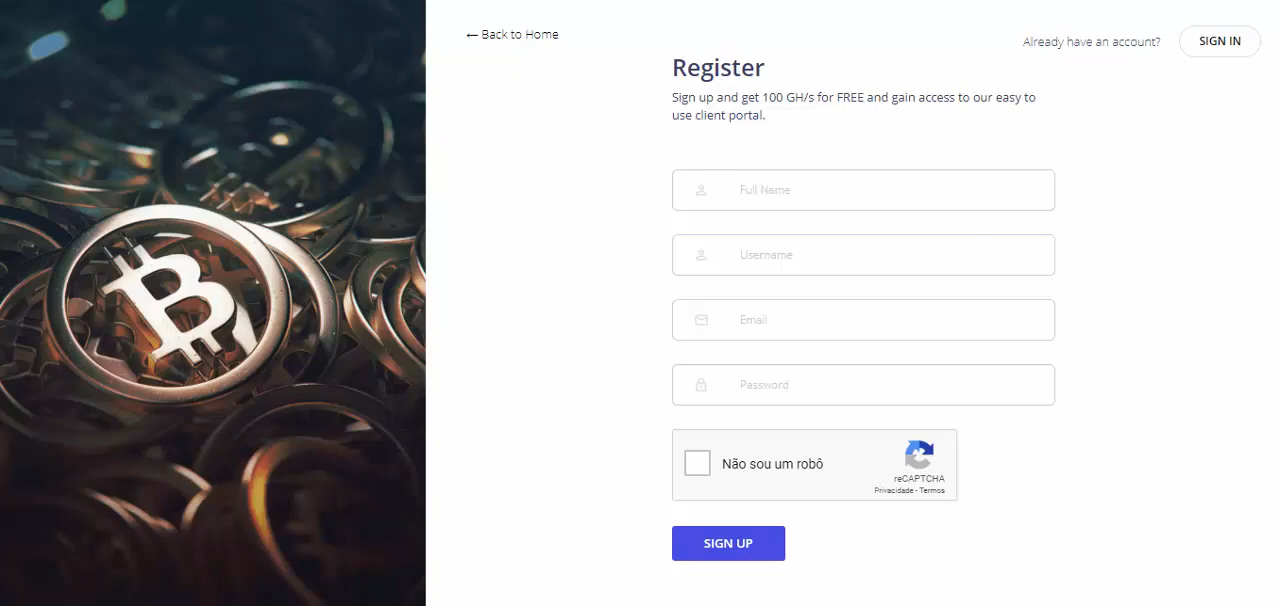 ← Back to Home
Already have an account?
SIGN IN
Register
Sign up and get 100 GH/s for FREE and gain access to our easy to
use client portal.
Full Name
Username
Email
Password
Não sou um robô
reCAPTCHA
Privacidade - Termos
SIGN UP